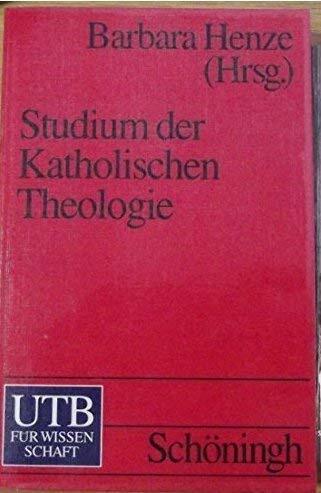 Barbara Henze
(Hrsg.)
Studium der
Katholischen
Theologie
UTB
FÜR WISSEN
SCHAFT
Schöningh